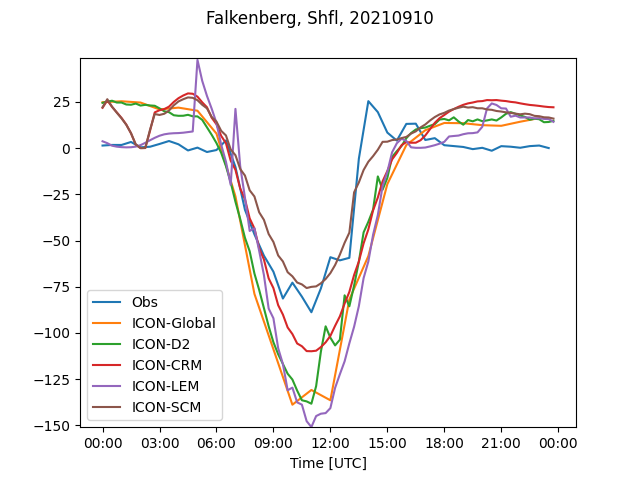 Falkenberg, Shfl, 20210910
25
0
−25
−50
−75
−100
−125
−150
Obs
ICON-Global
ICON-D2
ICON-CRM
ICON-LEM
ICON-SCM
00:00 03:00 06:00 09:00 12:00 15:00 18:00 21:00 00:00
Time [UTC]